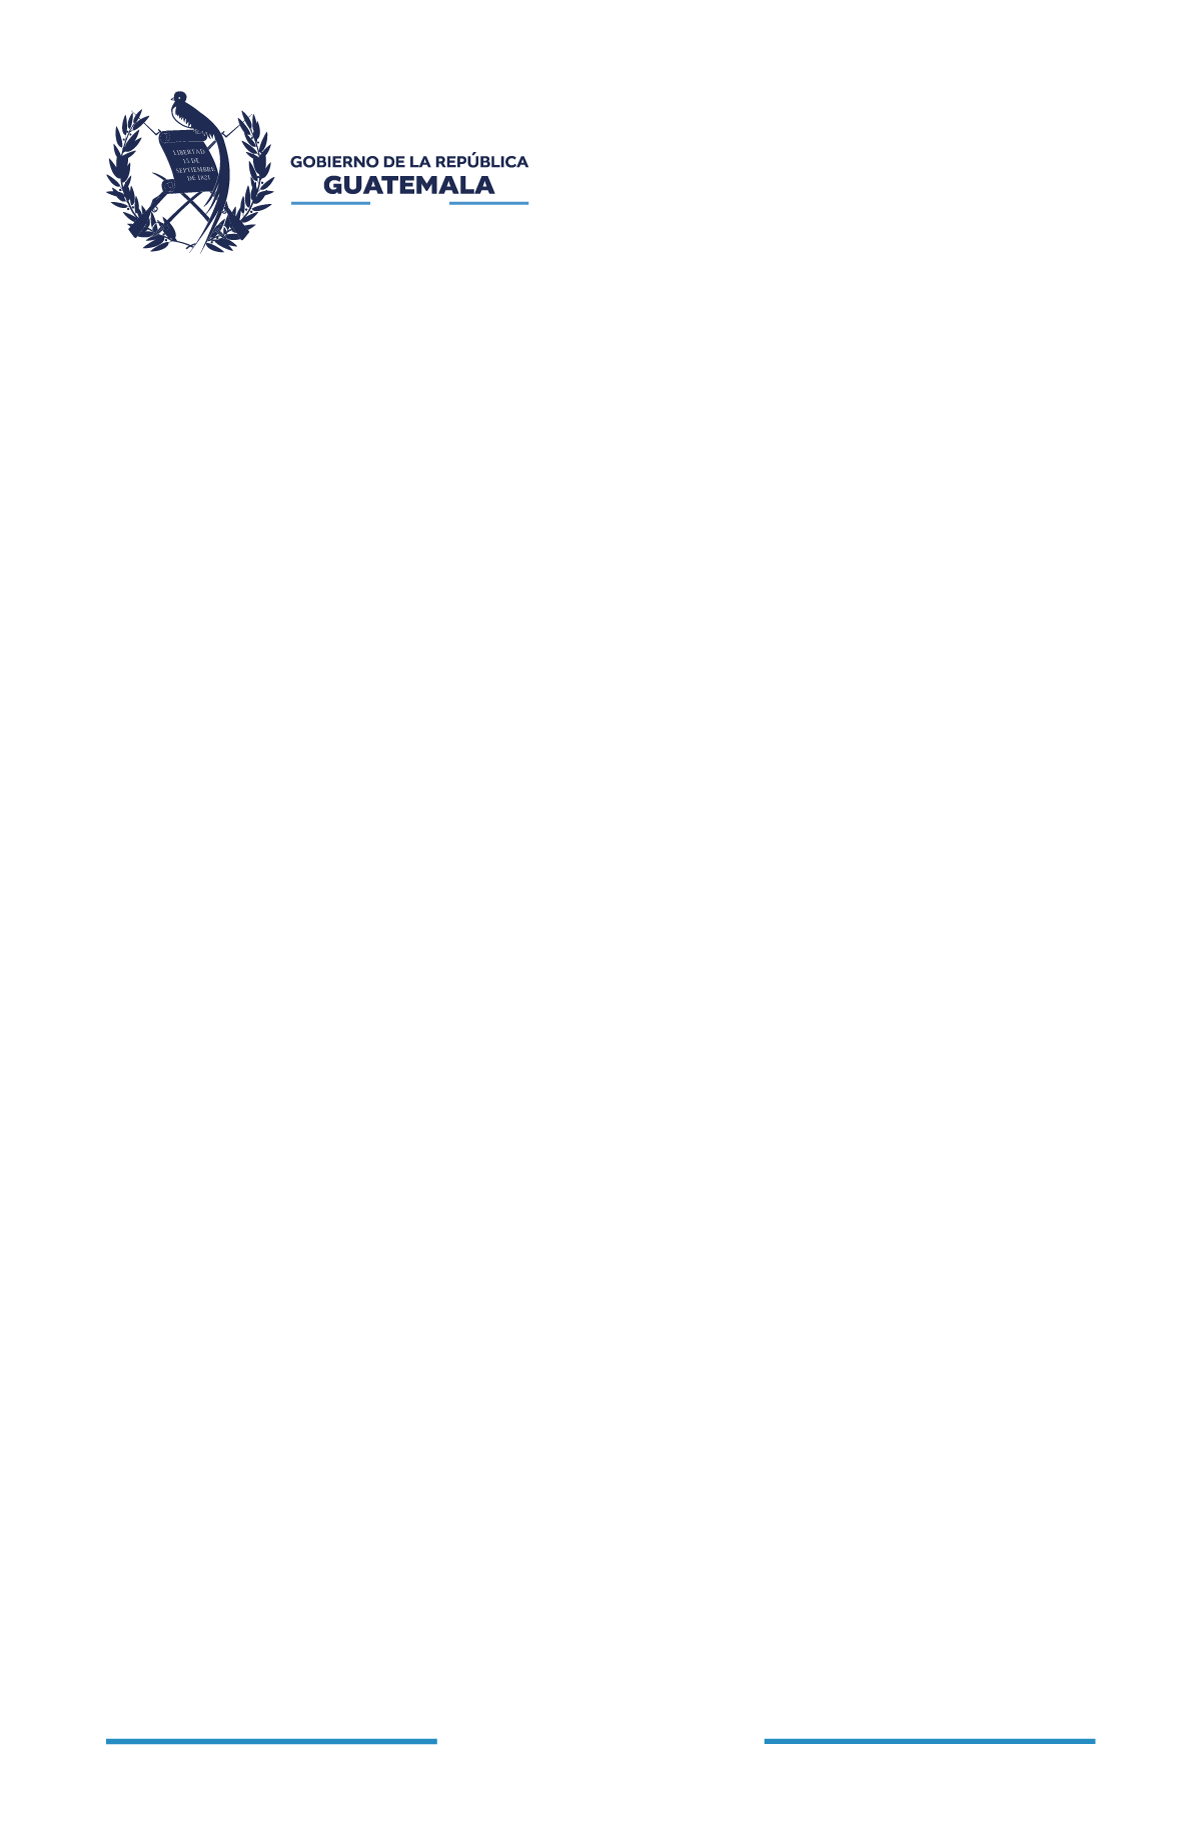 LIBERTAD
15 DE
SEPTIEMBRE
DE 1821
GOBIERNO DE LA REPÚBLICA
GUATEMALA